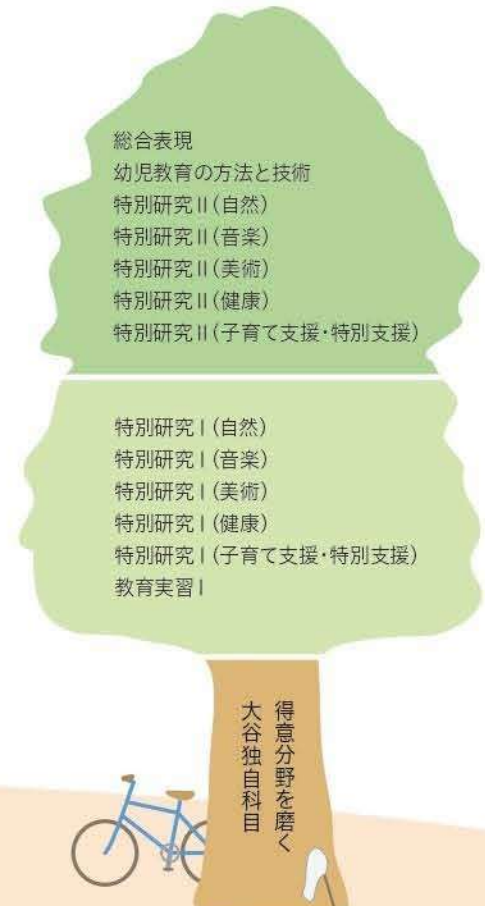 総合表現
幼児教育の方法と技術
特別研究Ⅱ(自然)
特別研究Ⅱ(音楽)
特別研究Ⅱ(美術)
特別研究Ⅱ(健康)
特別研究Ⅱ(子育て支援・特別支援)
特別研究Ⅰ(自然)
特別研究Ⅰ(音楽)
特別研究Ⅰ(美術)
特別研究Ⅰ(健康)
特別研究Ⅰ(子育て支援・特別支援)
教育実習Ⅰ
得意分野を磨く
大谷独自科目